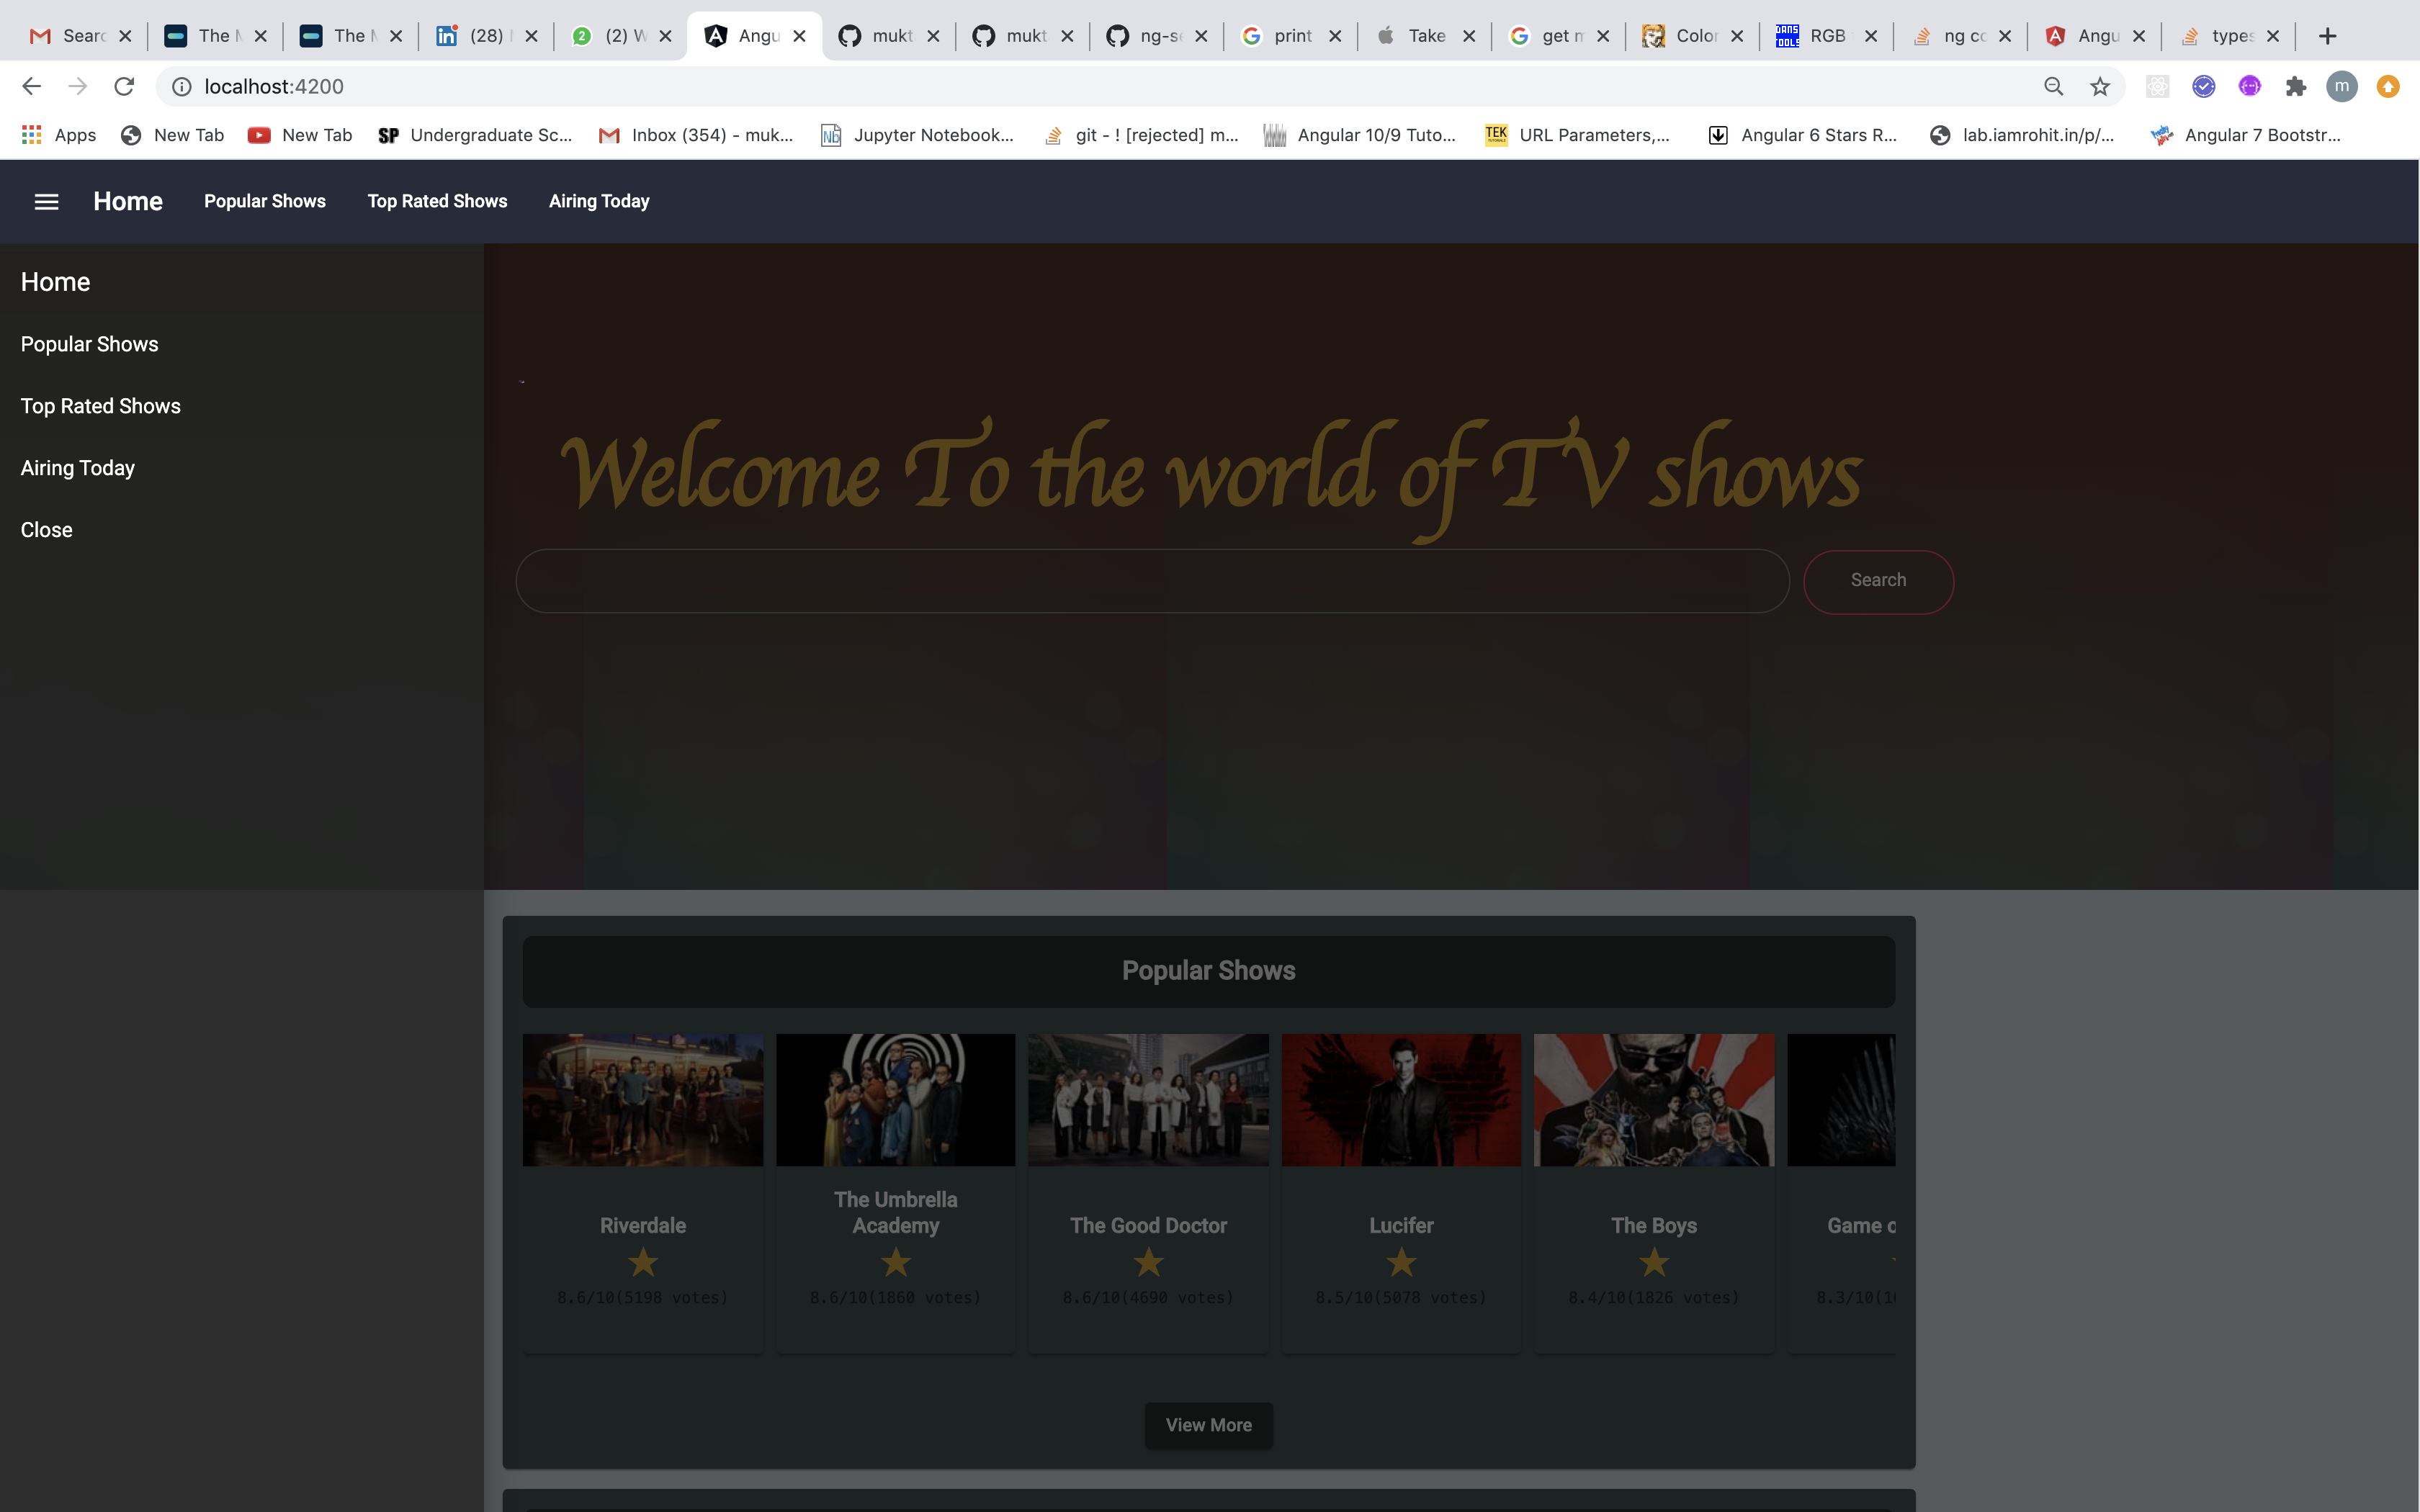 Searc The M The M (28) (2) W Angu mukt mukt ng-se print Take get m Color RGB ng co Angu types
localhost:4200 m
Apps New Tab New Tab Undergraduate Sc... Inbox (354) - muk... Jupyter Notebook... git - ! [rejected] m... Angular 10/9 Tuto... URL Parameters,... Angular 6 Stars R... lab.iamrohit.in/p/... Angular 7 Bootstr...
Home Popular Shows Top Rated Shows Airing Today
Home
Popular Shows
Top Rated Shows
Airing Today
Close
Welcome To the world of TV shows
Search
Popular Shows
Riverdale
8.6/10(5198 votes)
The Umbrella
Academy
8.6/10(1860 votes)
The Good Doctor
8.6/10(4690 votes)
Lucifer
8.5/10(5078 votes)
The Boys
8.4/10(1826 votes)
Game
8.3/10(1
View More